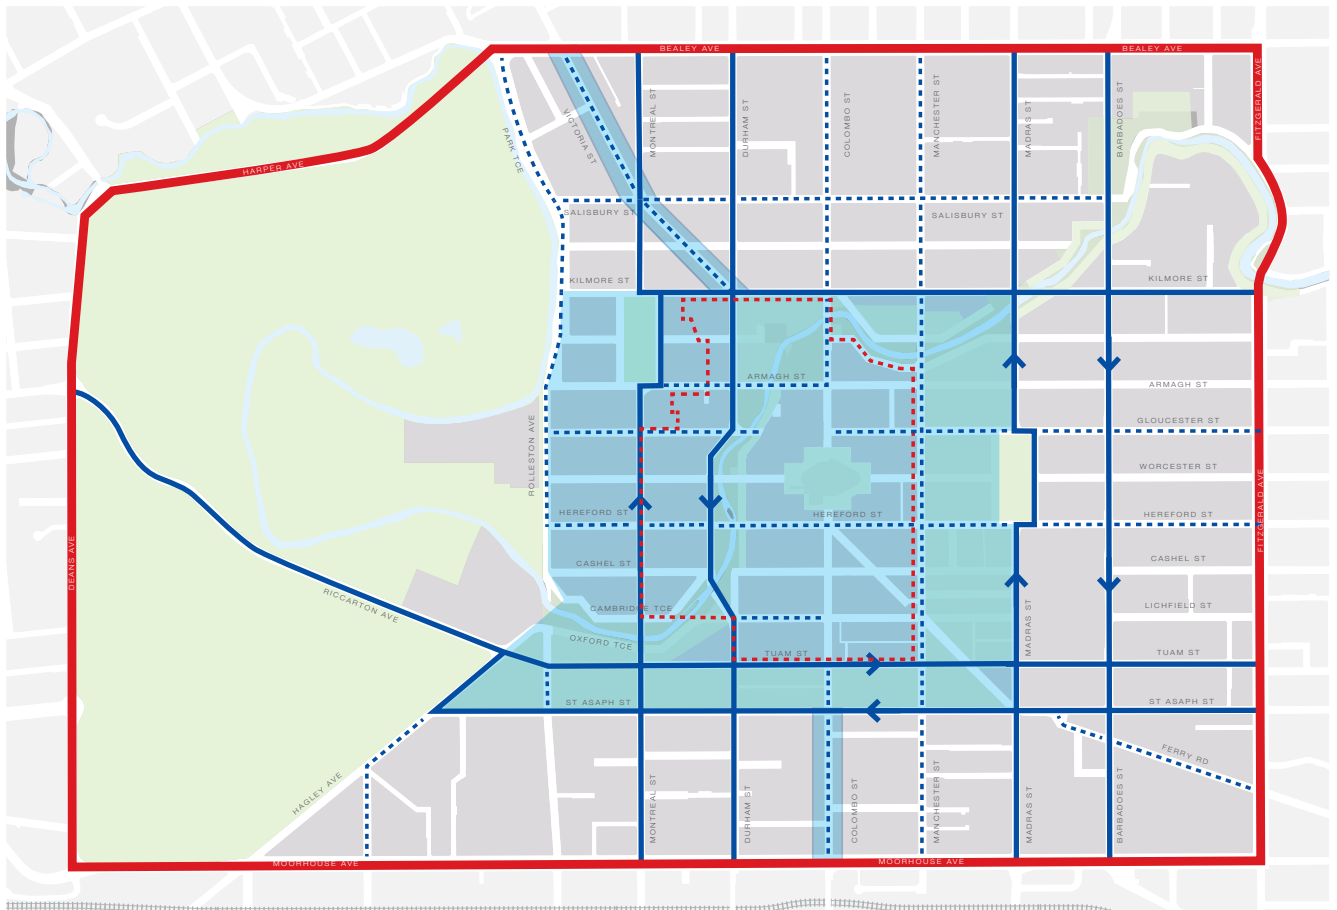 BEALEY AVE
BEALEY AVE
FITZGERALD AVE
VICTORIA ST
MONTREAL ST
DURHAM ST
COLOMBO ST
MANCHESTER ST
MADRAS ST
BARBADOES ST
PARK TCE
HARPER AVE
SALISBURY ST
SALISBURY ST
KILMORE ST
KILMORE ST
ARMAGH ST
ARMAGH ST
GLOUCESTER ST
ROLLESTON AVE
WORCESTER ST
HEREFORD ST
HEREFORD ST
HEREFORD ST
FITZGERALD AVE
DEANS AVE
CASHEL ST
CASHEL ST
RICCARTON AVE
CAMBRIDGE TCE
LICHFIELD ST
MADRAS ST
OXFORD TCE
TUAM ST
TUAM ST
ST ASAPH ST
ST ASAPH ST
FERRY RD
HAGLEY AVE
MONTREAL ST
DURHAM ST
COLOMBO ST
MANCHESTER ST
MADRAS ST
BARBADOES ST
MOORHOUSE AVE
MOORHOUSE AVE